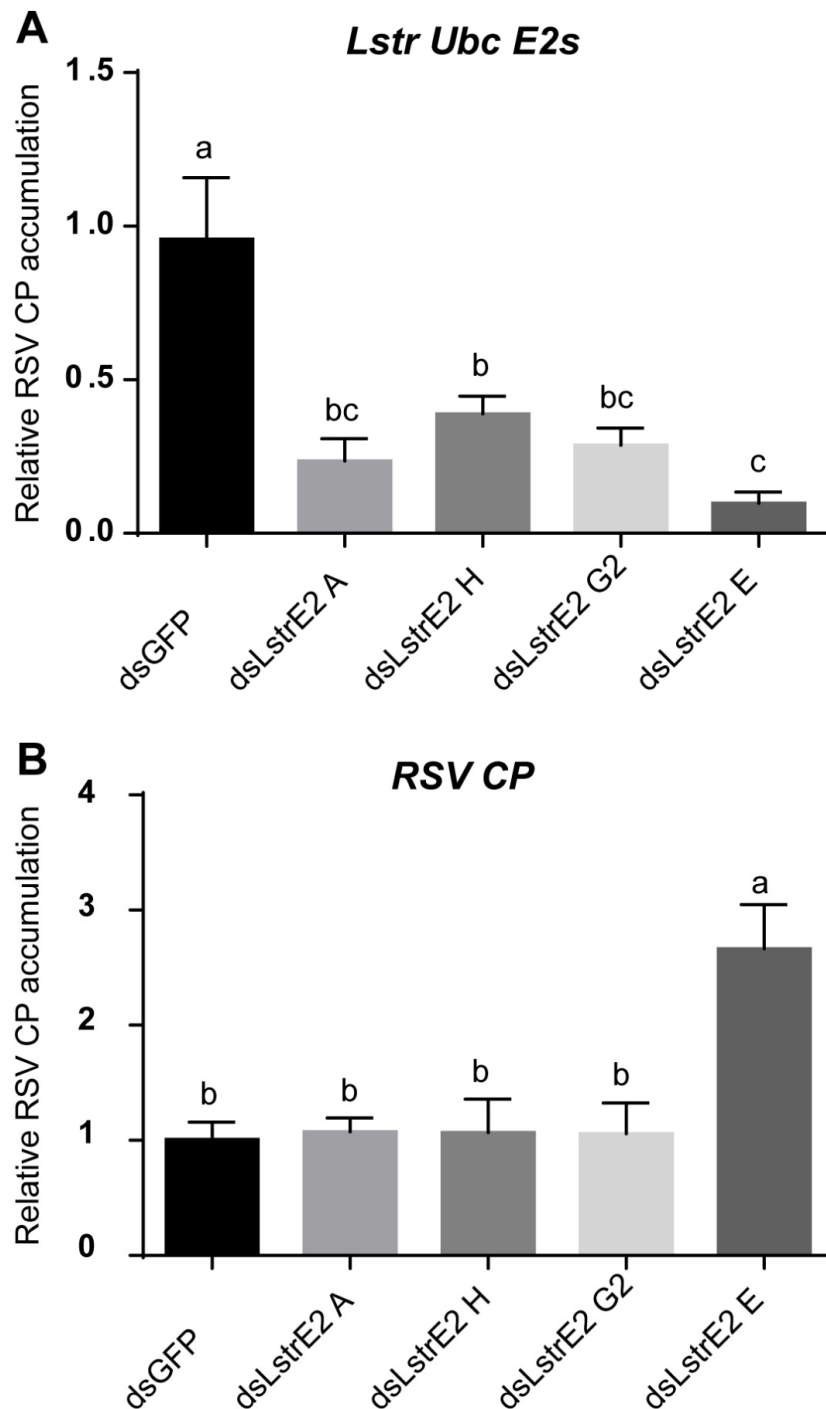 A
Lstr Ubc E2s
Relative RSV CP accumulation
1.5
1.0
0.5
0.0
a
bc
b
bc
c
dsGFP
dsLstrE2 A
dsLstrE2 H
dsLstrE2 G2
dsLstrE2 E
B
RSV CP
Relative RSV CP accumulation
4
3
2
1
0
b
b
b
b
a
dsGFP
dsLstrE2 A
dsLstrE2 H
dsLstrE2 G2
dsLstrE2 E